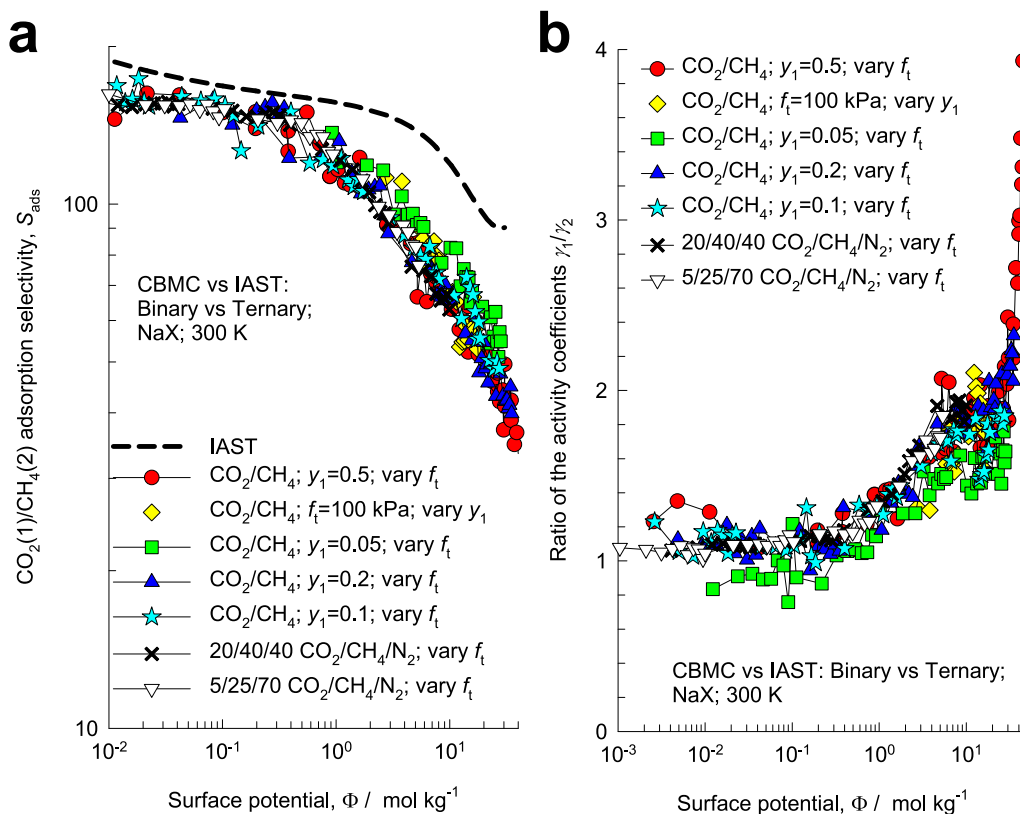 a
CO₂(1)/CH₄(2) adsorption selectivity, S_ads
100
10
CBMC vs IAST:
Binary vs Ternary;
NaX; 300 K
IAST
CO₂/CH₄; y₁=0.5; vary fₜ
CO₂/CH₄; fₜ=100 kPa; vary y₁
CO₂/CH₄; y₁=0.05; vary fₜ
CO₂/CH₄; y₁=0.2; vary fₜ
CO₂/CH₄; y₁=0.1; vary fₜ
20/40/40 CO₂/CH₄/N₂; vary fₜ
5/25/70 CO₂/CH₄/N₂; vary fₜ
10⁻² 10⁻¹ 10⁰ 10¹
Surface potential, Φ / mol kg⁻¹
b
Ratio of the activity coefficients γ₁/γ₂
4
3
2
1
0
CO₂/CH₄; y₁=0.5; vary fₜ
CO₂/CH₄; fₜ=100 kPa; vary y₁
CO₂/CH₄; y₁=0.05; vary fₜ
CO₂/CH₄; y₁=0.2; vary fₜ
CO₂/CH₄; y₁=0.1; vary fₜ
20/40/40 CO₂/CH₄/N₂; vary fₜ
5/25/70 CO₂/CH₄/N₂; vary fₜ
CBMC vs IAST: Binary vs Ternary;
NaX; 300 K
10⁻³ 10⁻² 10⁻¹ 10⁰ 10¹
Surface potential, Φ / mol kg⁻¹